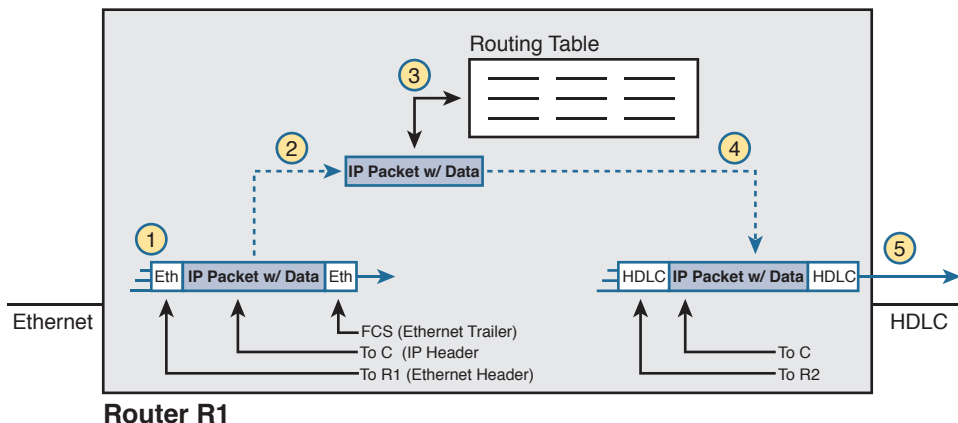 Routing Table
3
2
4
IP Packet w/ Data
1
5
Eth IP Packet w/ Data Eth
HDLC IP Packet w/ Data HDLC
Ethernet
HDLC
FCS (Ethernet Trailer)
To C (IP Header
To R1 (Ethernet Header)
To C
To R2
Router R1